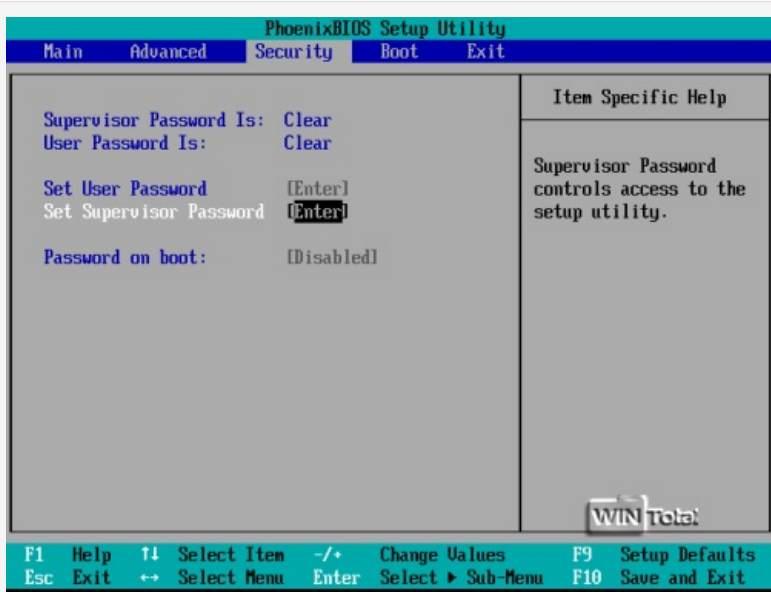 PhoenixBIOS Setup Utility
Main Advanced Security Boot Exit
Supervisor Password Is: Clear
User Password Is: Clear
Set User Password [Enter]
Set Supervisor Password [Enter]
Password on boot: [Disabled]
Item Specific Help
Supervisor Password
controls access to the
setup utility.
WIN Total
F1 Help ↑↓ Select Item -/+ Change Values F9 Setup Defaults
Esc Exit ↔ Select Menu Enter Select ▶ Sub-Menu F10 Save and Exit